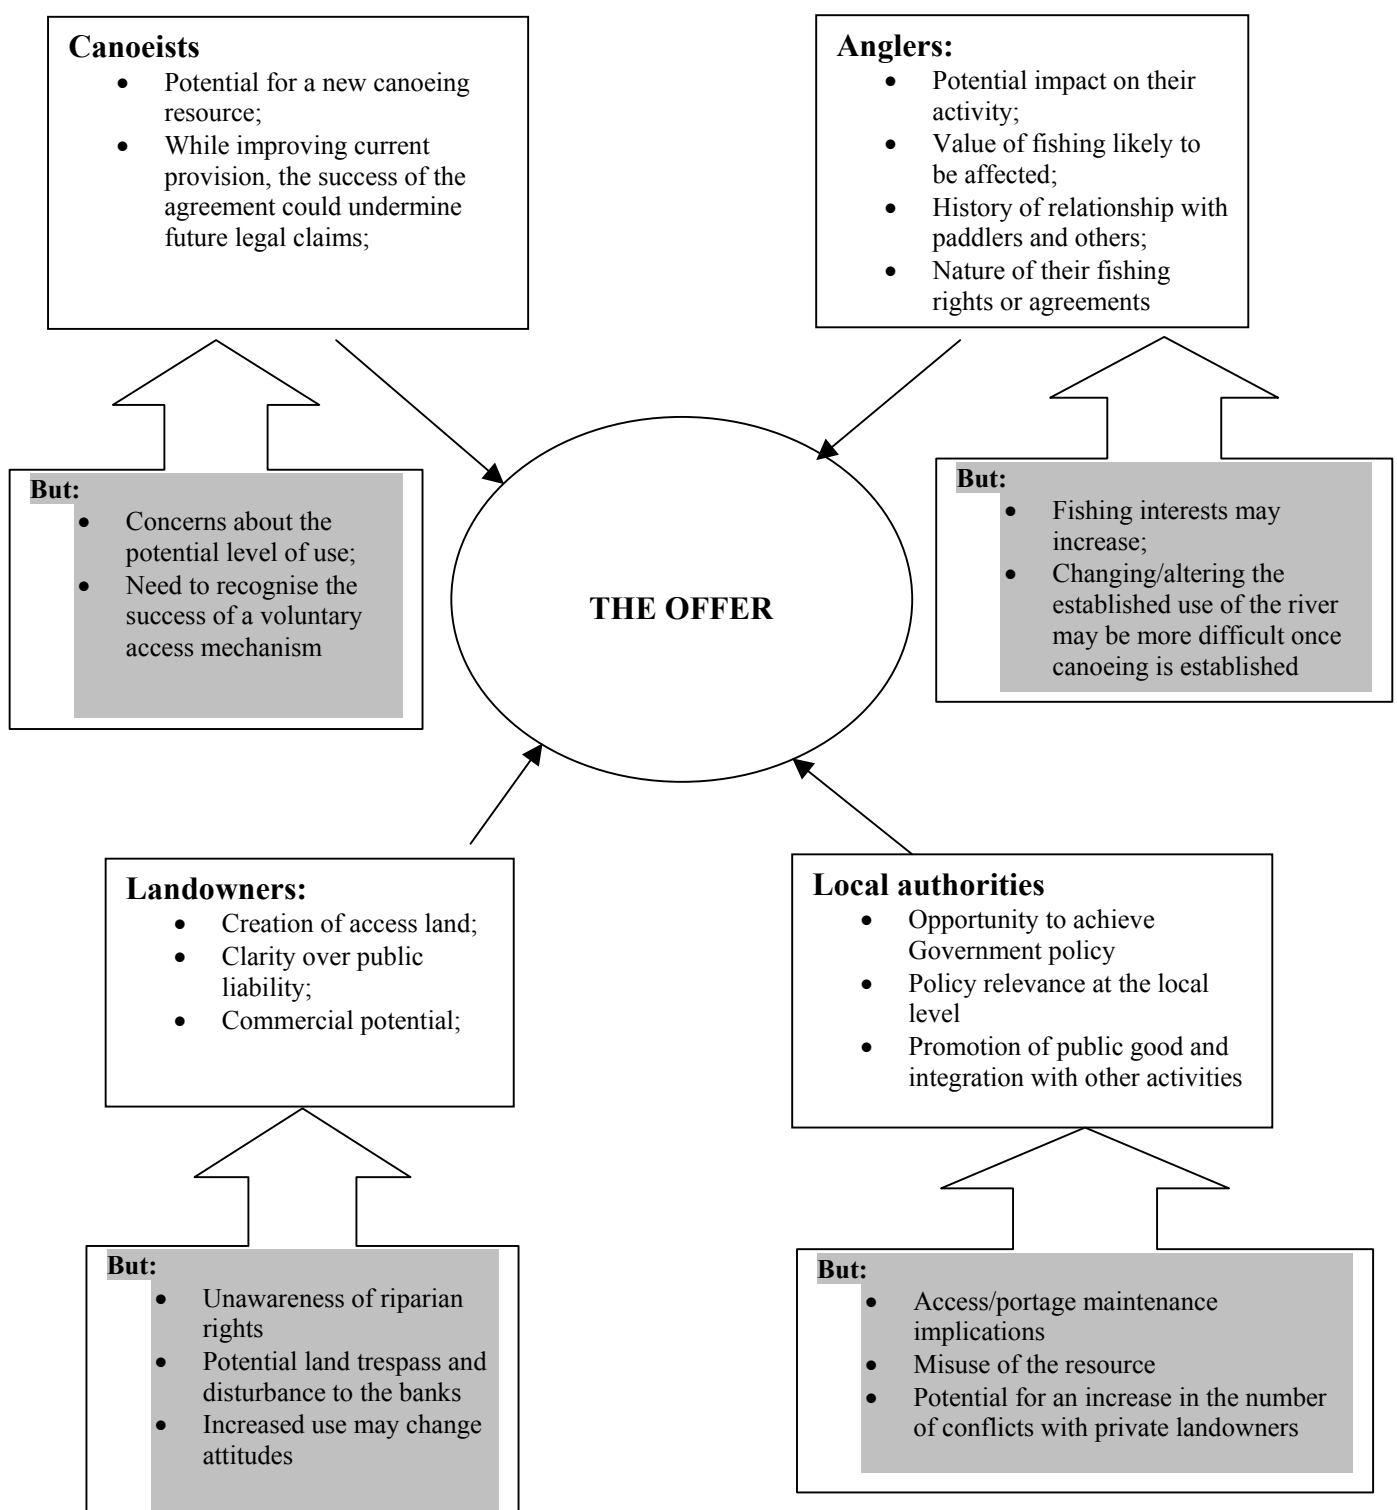 Canoeists
• Potential for a new canoeing
resource;
• While improving current
provision, the success of the
agreement could undermine
future legal claims;
Anglers:
• Potential impact on their
activity;
• Value of fishing likely to
be affected;
• History of relationship with
paddlers and others;
• Nature of their fishing
rights or agreements
But:
• Concerns about the
potential level of use;
• Need to recognise the
success of a voluntary
access mechanism
THE OFFER
But:
• Fishing interests may
increase;
• Changing/altering the
established use of the river
may be more difficult once
canoeing is established
Landowners:
• Creation of access land;
• Clarity over public
liability;
• Commercial potential;
Local authorities
• Opportunity to achieve
Government policy
• Policy relevance at the local
level
• Promotion of public good and
integration with other activities
But:
• Unawareness of riparian
rights
• Potential land trespass and
disturbance to the banks
• Increased use may change
attitudes
But:
• Access/portage maintenance
implications
• Misuse of the resource
• Potential for an increase in the number
of conflicts with private landowners